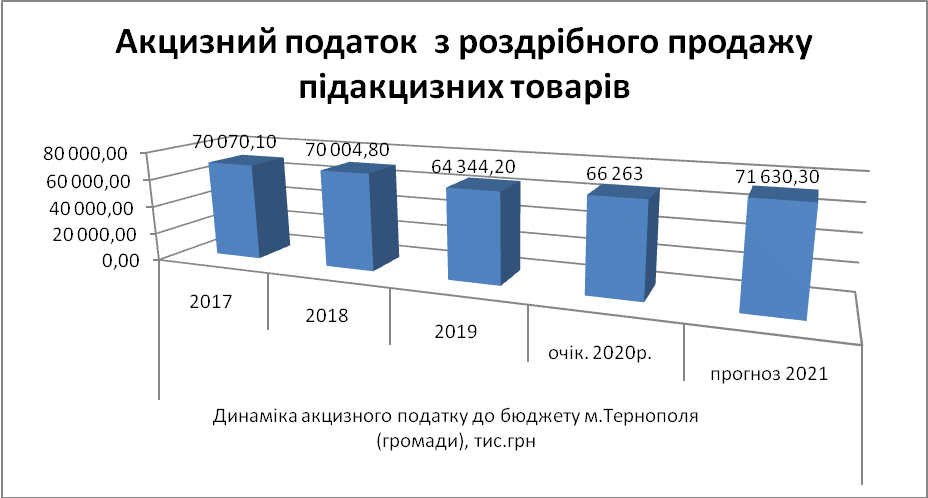 Акцизний податок з роздрібного продажу
підакцизних товарів
70 070,10
70 004,80
64 344,20
66 263
71 630,30
80 000,00
60 000,00
40 000,00
20 000,00
0,00
2017
2018
2019
очік. 2020р.
прогноз 2021
Динаміка акцизного податку до бюджету м.Тернополя
(громади), тис.грн